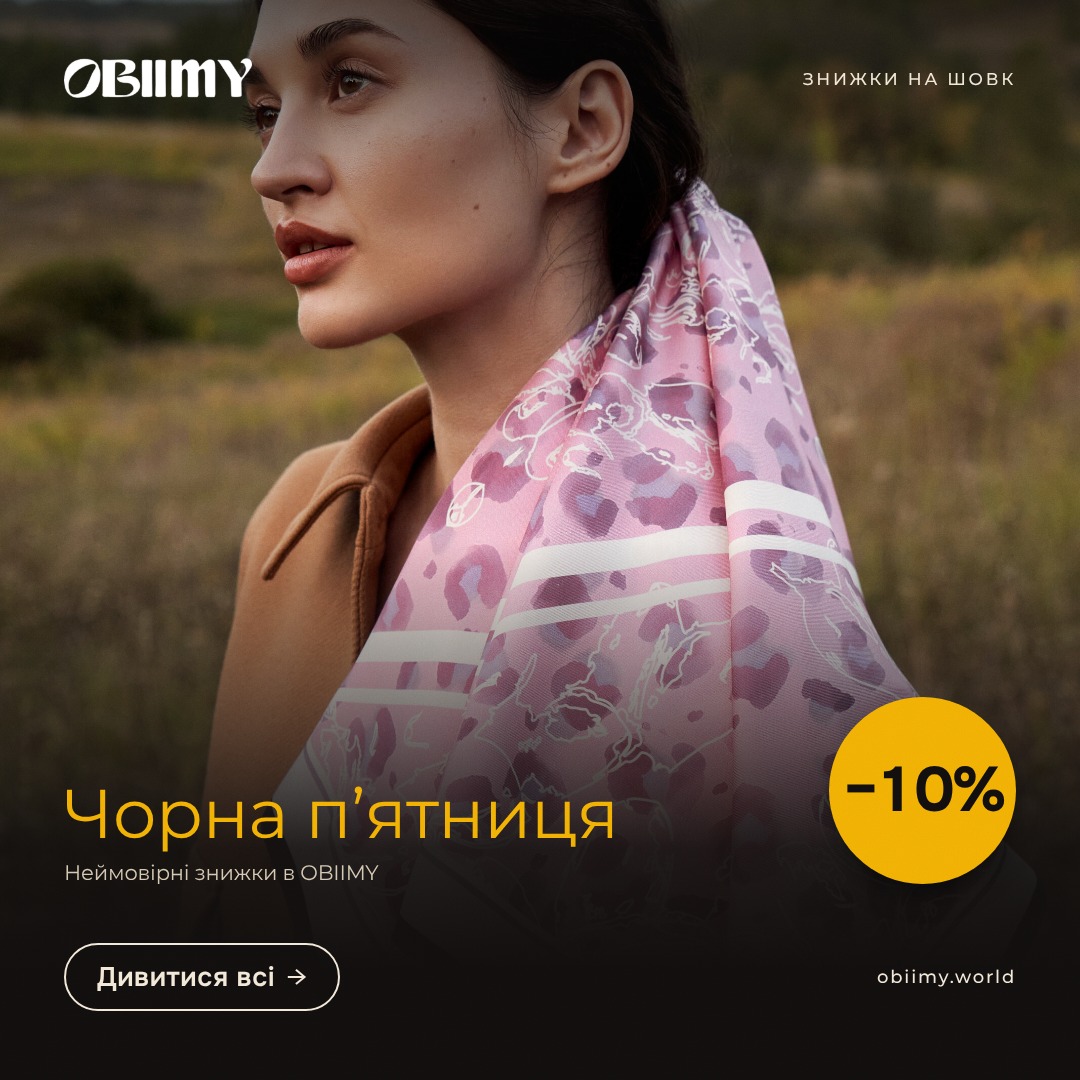 OBIIMY
ЗНИЖКИ НА ШОВК
Чорна п’ятниця
Неймовірні знижки в OBIIMY
−10%
Дивитися всі →
obiimy.world